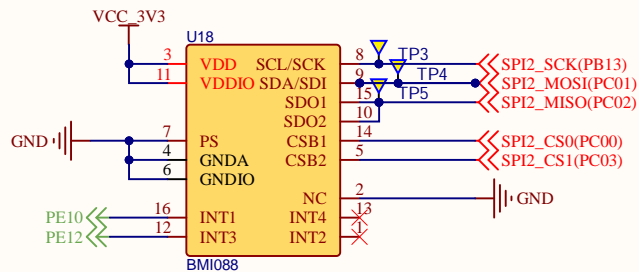 VCC_3V3
U18
3 VDD SCL/SCK 8 TP3 SPI2_SCK(PB13)
11 VDDIO SDA/SDI 9 TP4 SPI2_MOSI(PC01)
SDO1 15 TP5 SPI2_MISO(PC02)
SDO2 10
GND 7 PS CSB1 14 SPI2_CS0(PC00)
4 GNDA CSB2 5 SPI2_CS1(PC03)
6 GNDIO
NC 2 GND
PE10 16 INT1 INT4 13
PE12 12 INT3 INT2 1
BMI088